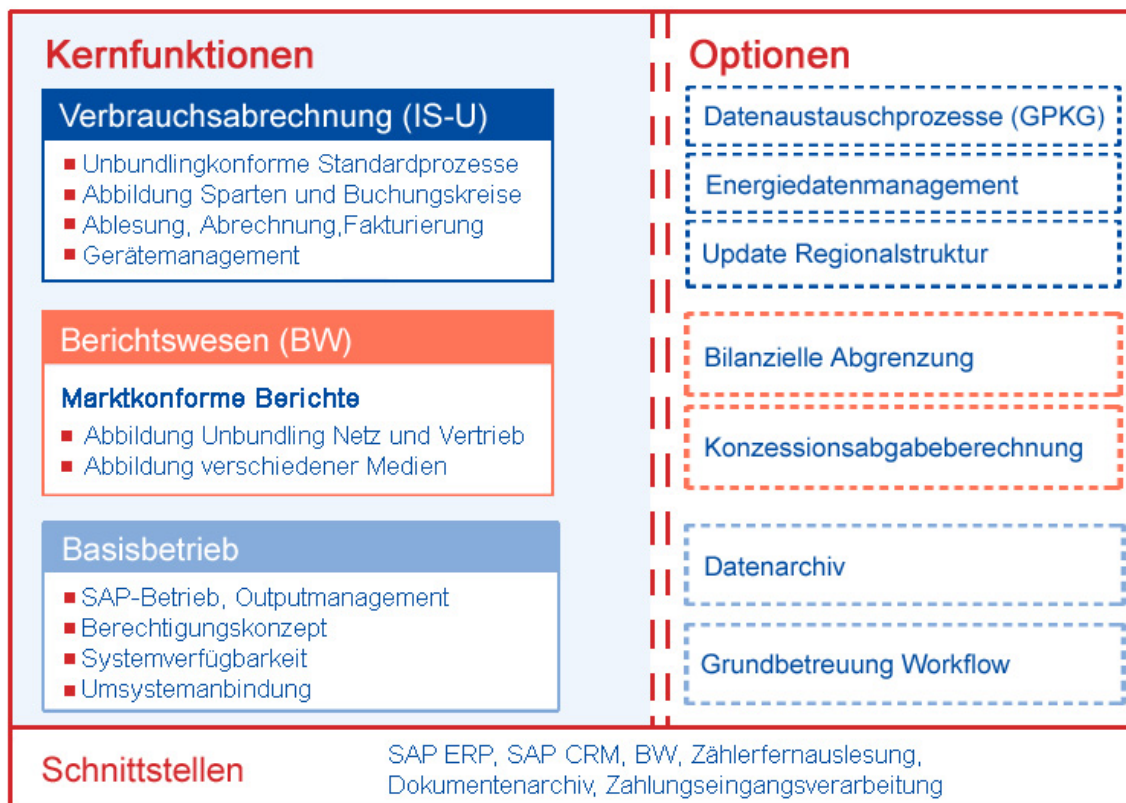 Kernfunktionen
Verbrauchsabrechnung (IS-U)
Unbundlingkonforme Standardprozesse
Abbildung Sparten und Buchungskreise
Ablesung, Abrechnung,Fakturierung
Gerätemanagement
Berichtswesen (BW)
Marktkonforme Berichte
Abbildung Unbundling Netz und Vertrieb
Abbildung verschiedener Medien
Basisbetrieb
SAP-Betrieb, Outputmanagement
Berechtigungskonzept
Systemverfügbarkeit
Umsystemanbindung
Optionen
Datenaustauschprozesse (GPKG)
Energiedatenmanagement
Update Regionalstruktur
Bilanzielle Abgrenzung
Konzessionsabgabeberechnung
Datenarchiv
Grundbetreuung Workflow
Schnittstellen
SAP ERP, SAP CRM, BW, Zählerfernauslesung,
Dokumentenarchiv, Zahlungseingangsverarbeitung